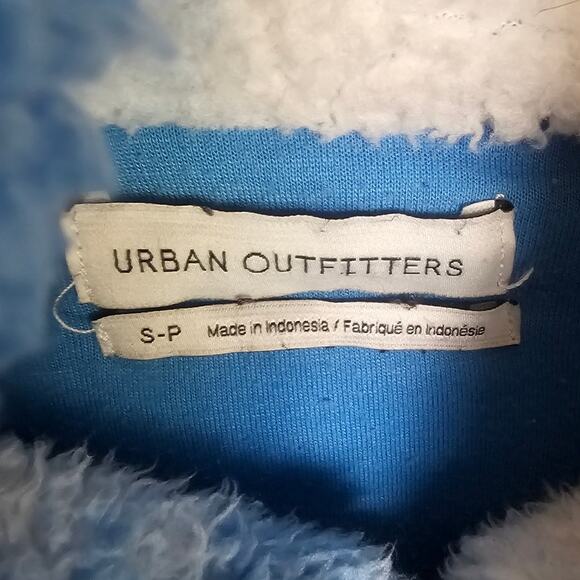 URBAN OUTFITTERS
S-P Made in Indonesia / Fabriqué en Indonésie